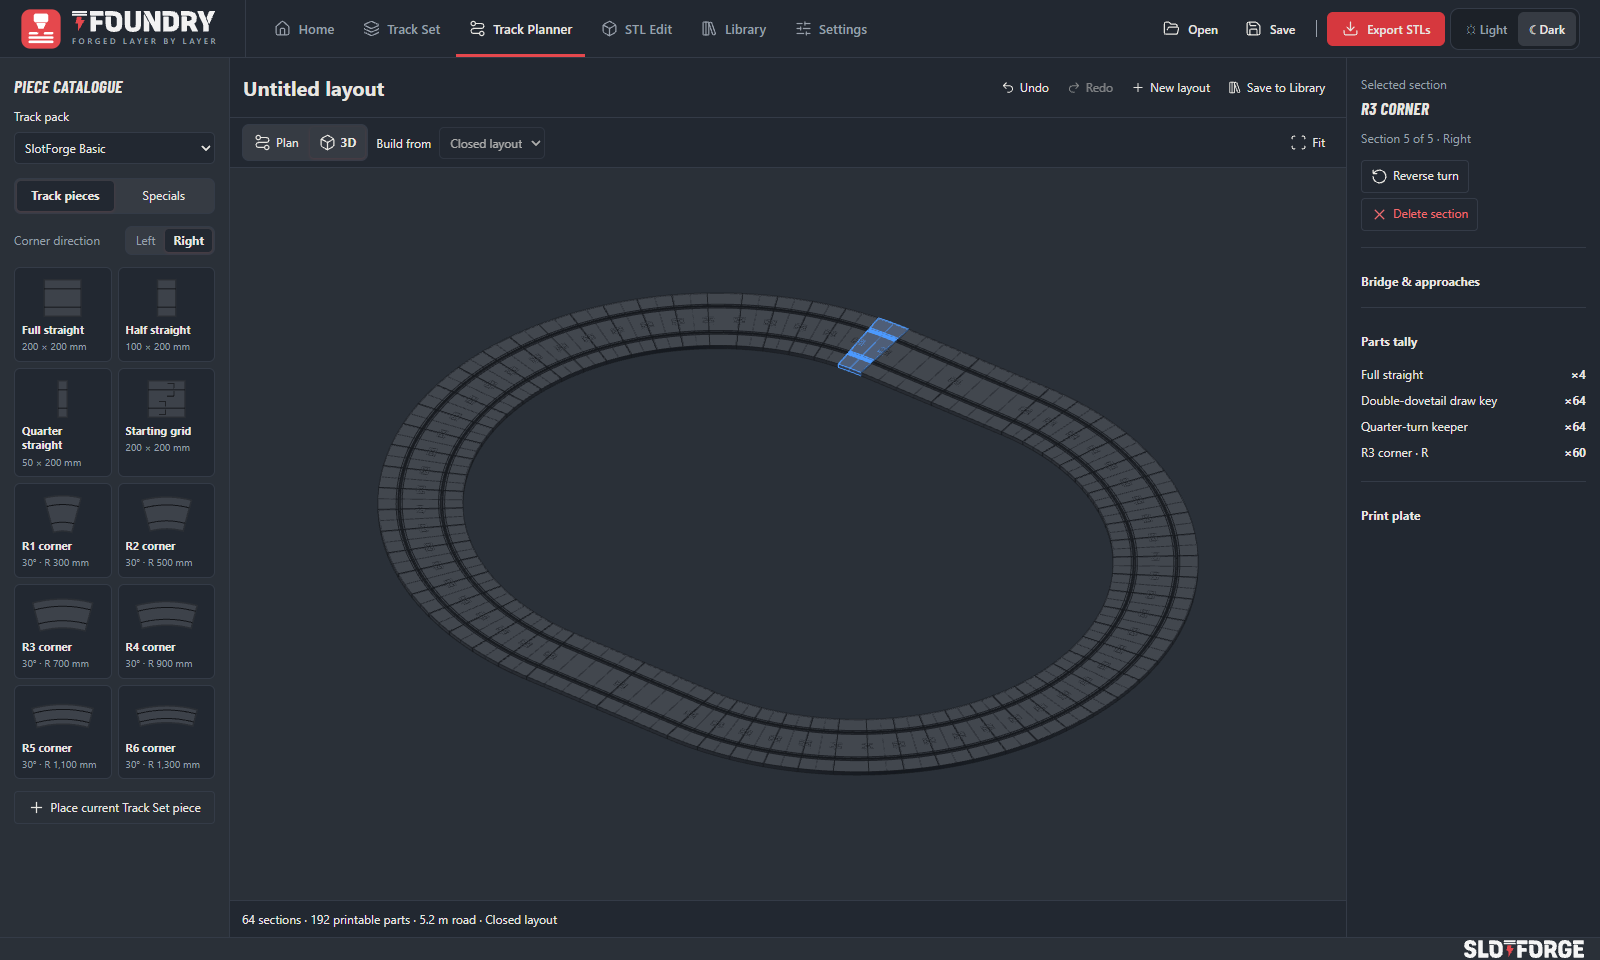 FOUNDRY
FORGED LAYER BY LAYER
Home
Track Set
Track Planner
STL Edit
Library
Settings
Open
Save
Export STLs
Light
Dark
PIECE CATALOGUE
Track pack
SlotForge Basic
Track pieces
Specials
Corner direction
Left
Right
Full straight
200 × 200 mm
Half straight
100 × 200 mm
Quarter
straight
50 × 200 mm
Starting grid
200 × 200 mm
R1 corner
30° · R 300 mm
R2 corner
30° · R 500 mm
R3 corner
30° · R 700 mm
R4 corner
30° · R 900 mm
R5 corner
30° · R 1,100 mm
R6 corner
30° · R 1,300 mm
Place current Track Set piece
Untitled layout
Undo
Redo
New layout
Save to Library
Plan
3D
Build from
Closed layout
Fit
64 sections · 192 printable parts · 5.2 m road · Closed layout
Selected section
R3 CORNER
Section 5 of 5 · Right
Reverse turn
Delete section
Bridge & approaches
Parts tally
Full straight ×4
Double-dovetail draw key ×64
Quarter-turn keeper ×64
R3 corner · R ×60
Print plate
SLOTFORGE